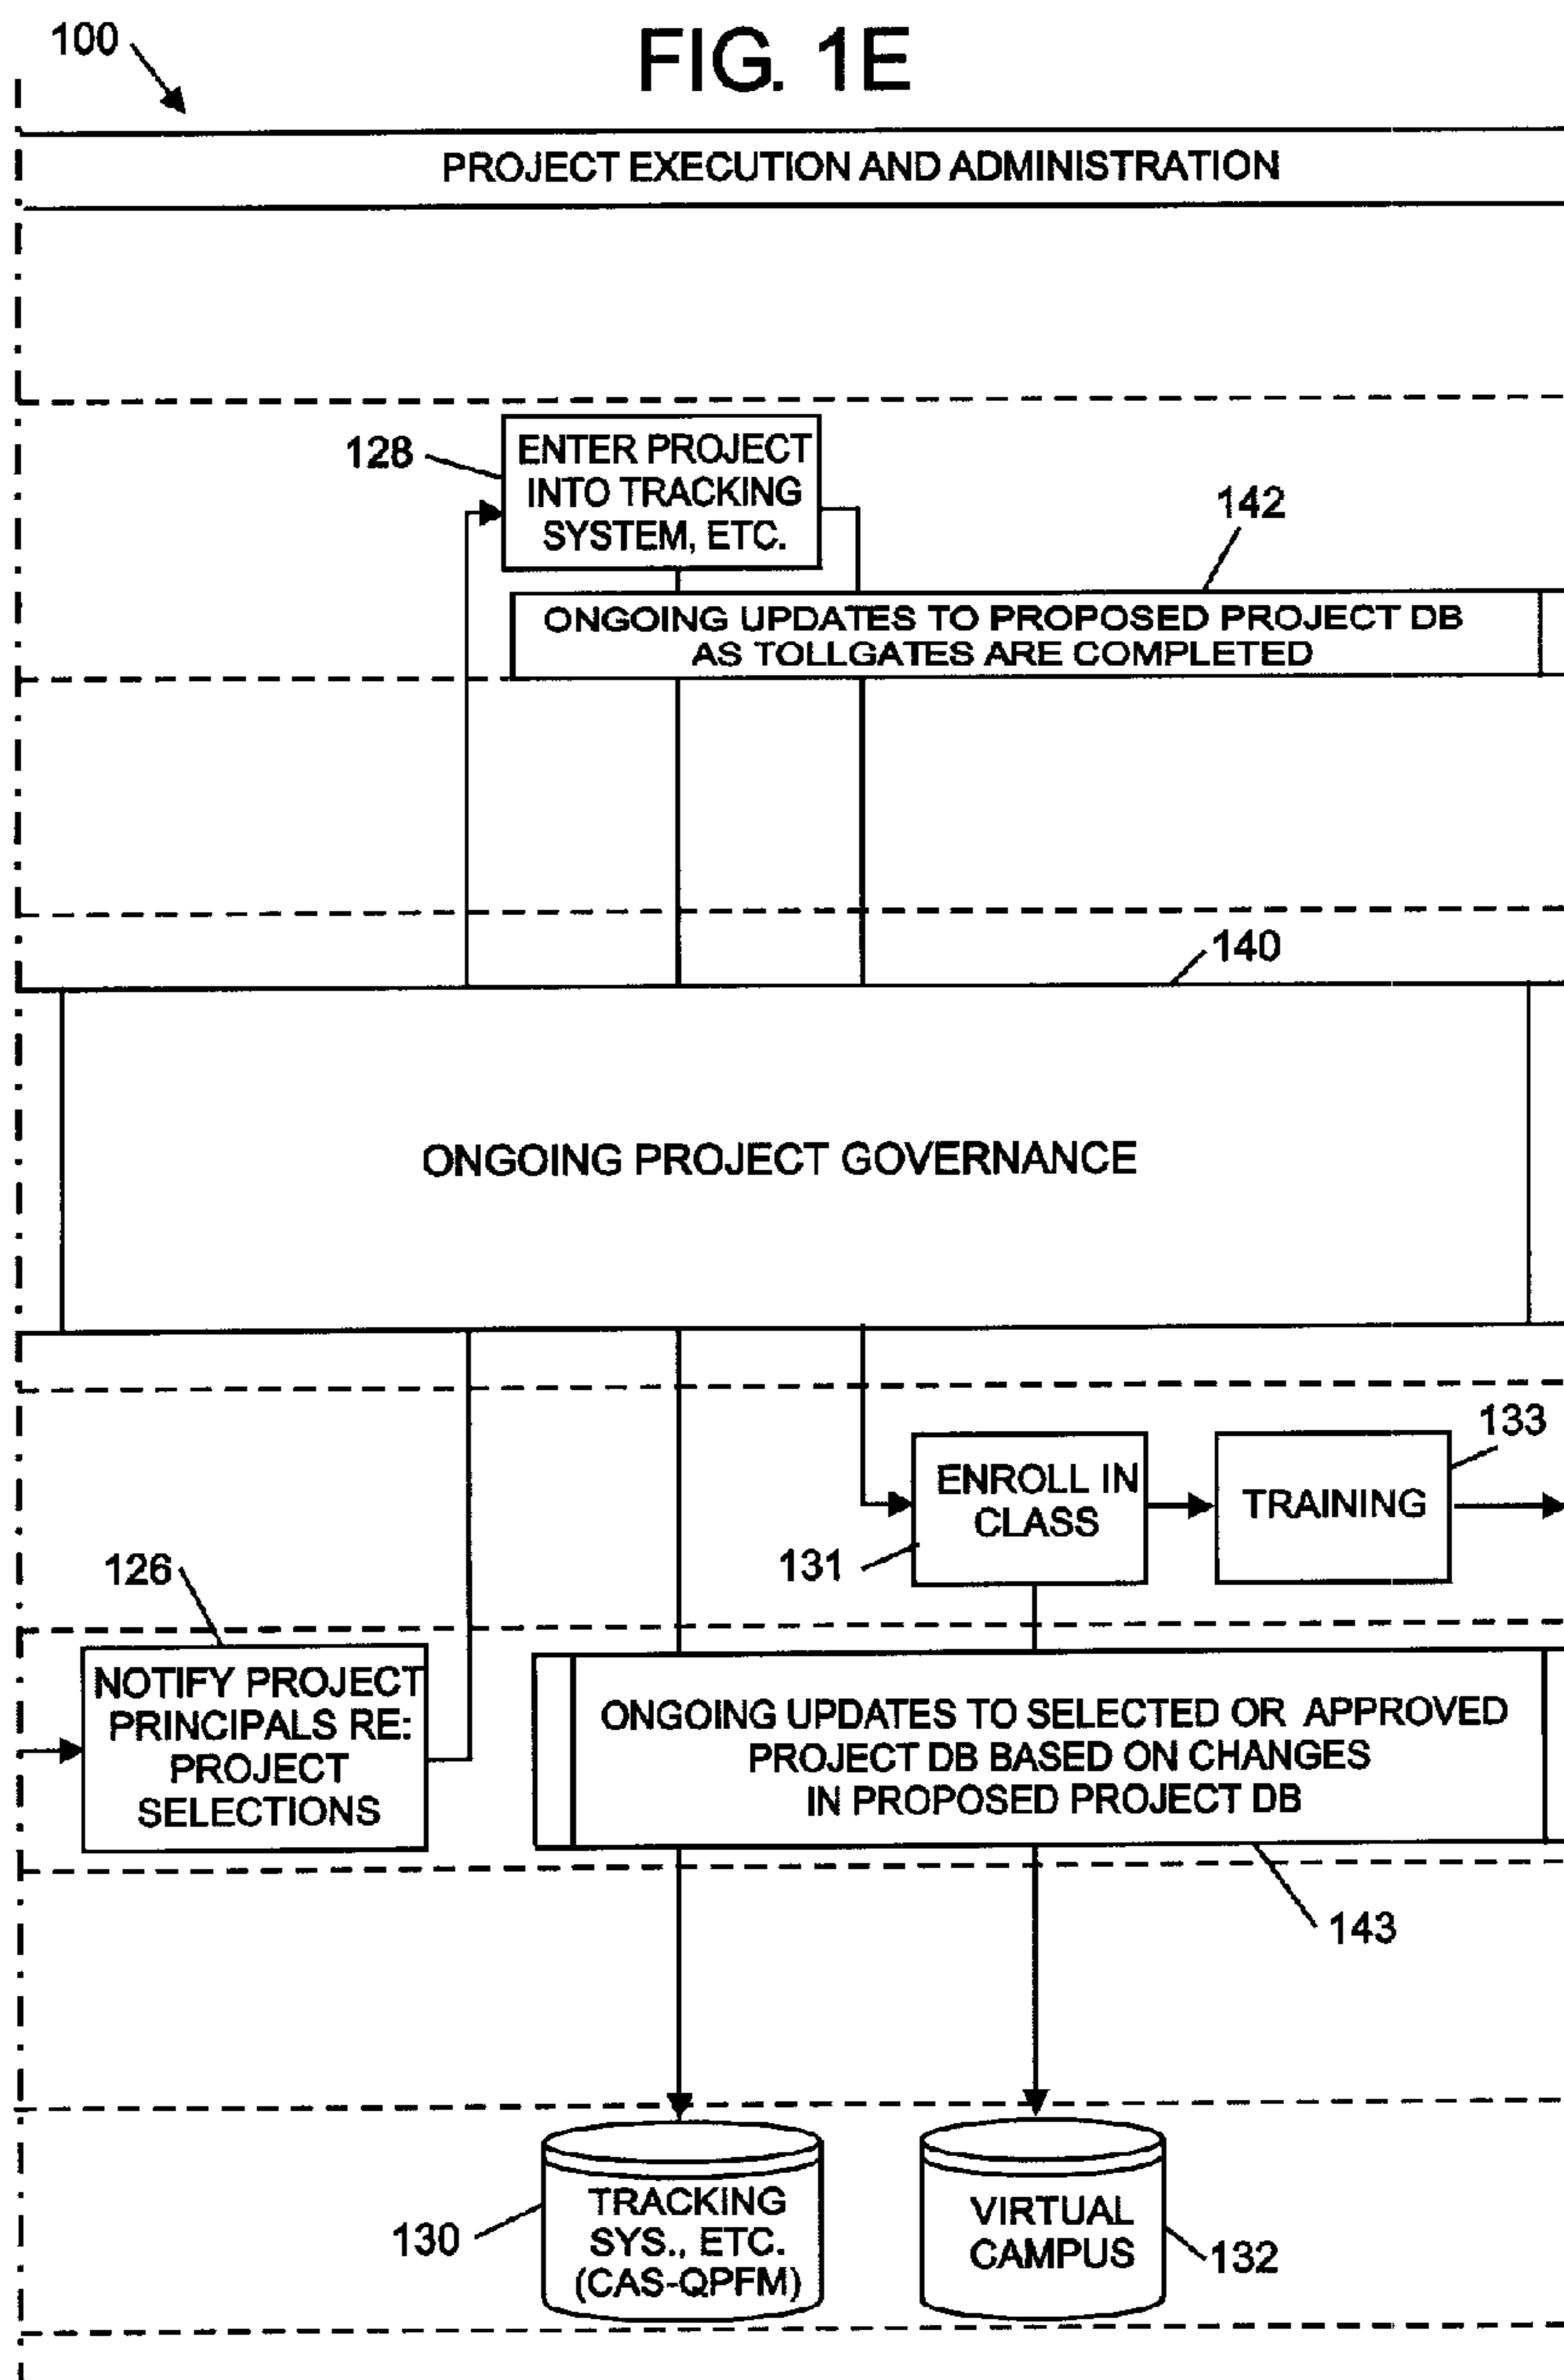 FIG. 1E
100
PROJECT EXECUTION AND ADMINISTRATION
128
ENTER PROJECT
INTO TRACKING
SYSTEM, ETC.
142
ONGOING UPDATES TO PROPOSED PROJECT DB
AS TOLLGATES ARE COMPLETED
140
ONGOING PROJECT GOVERNANCE
133
ENROLL IN
CLASS
TRAINING
131
126
NOTIFY PROJECT
PRINCIPALS RE:
PROJECT
SELECTIONS
ONGOING UPDATES TO SELECTED OR APPROVED
PROJECT DB BASED ON CHANGES
IN PROPOSED PROJECT DB
143
TRACKING
SYS., ETC.
(CAS-QPFM)
130
VIRTUAL
CAMPUS
132